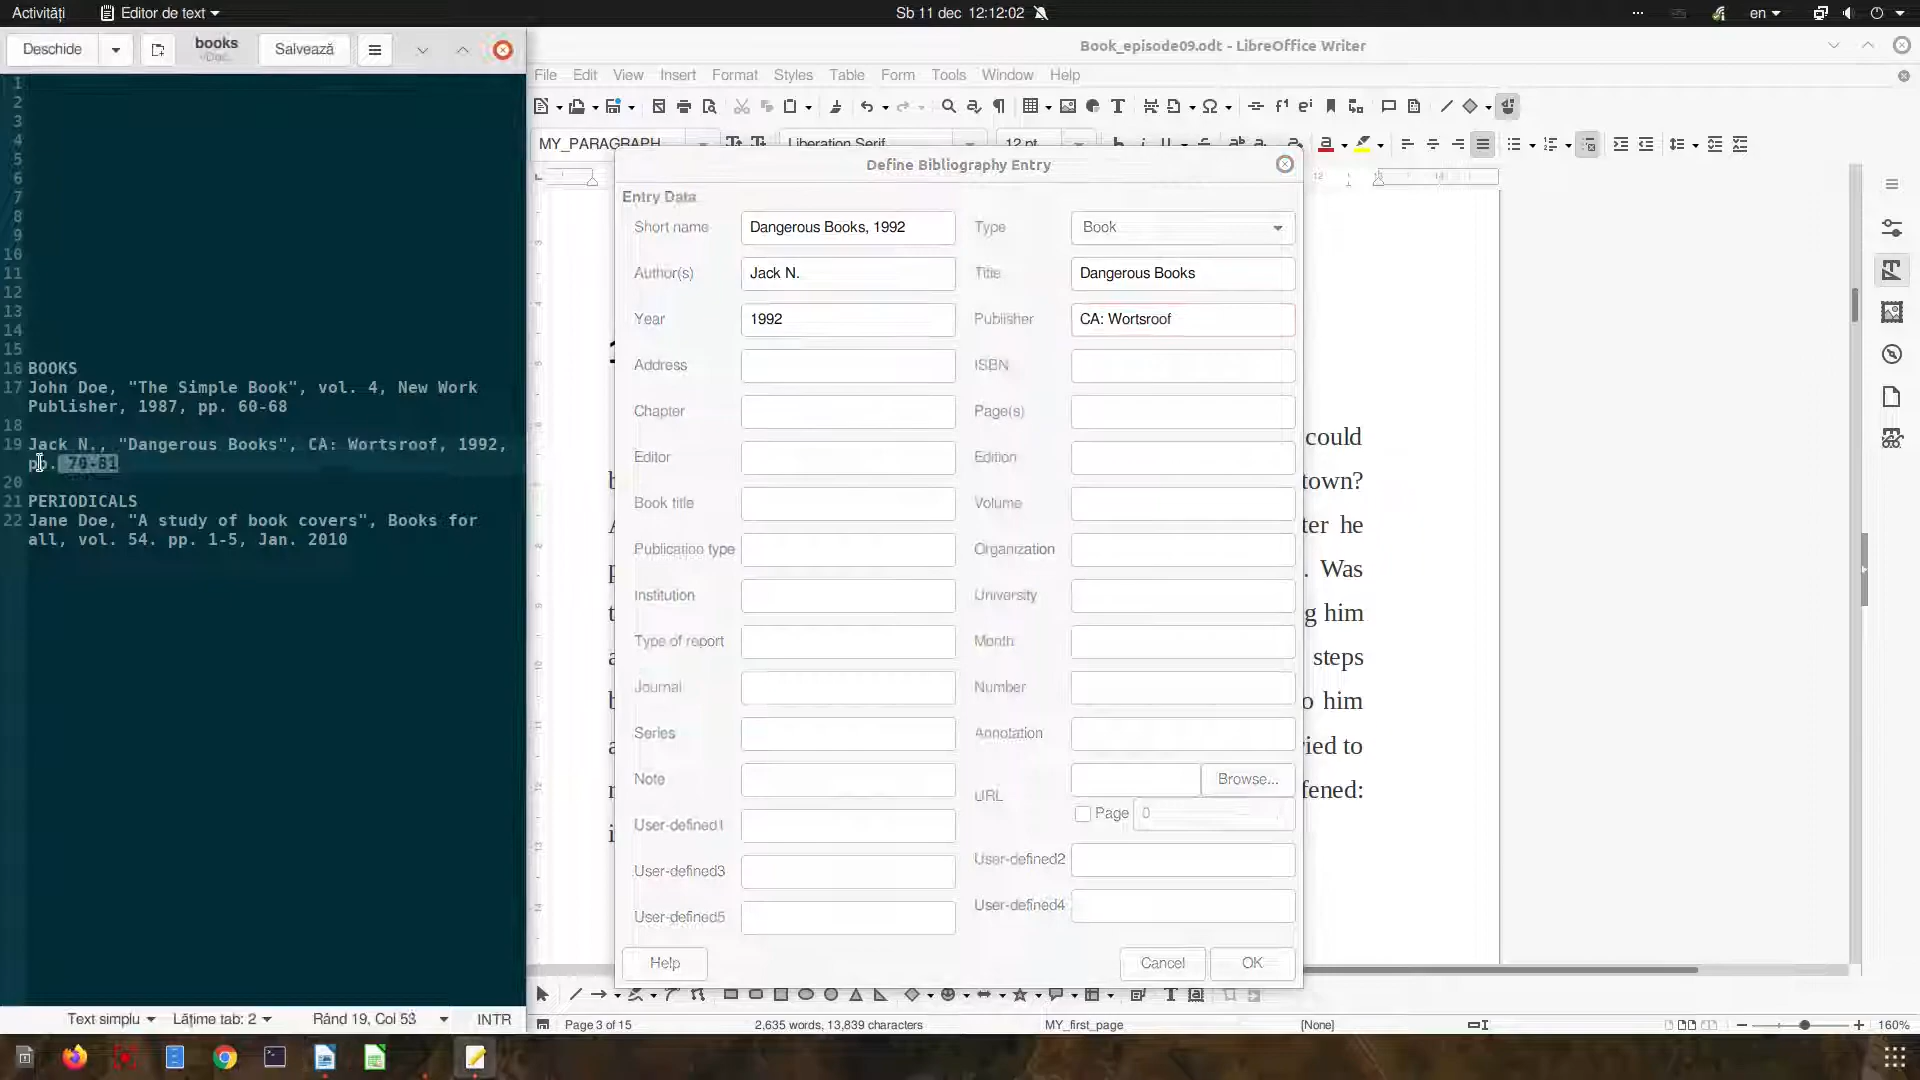 Activități
Editor de text
Sb 11 dec 12:12:02
en
Deschide
books
~/Doc…
Salvează
Book_episode09.odt - LibreOffice Writer
File Edit View Insert Format Styles Table Form Tools Window Help
MY_PARAGRAPH
Liberation Serif
12 pt
1
2
3
4
5
6
7
8
9
10
11
12
13
14
15
16 BOOKS
17 John Doe, "The Simple Book", vol. 4, New Work
Publisher, 1987, pp. 60-68
18
19 Jack N., "Dangerous Books", CA: Wortsroof, 1992,
pp. 70-81
20
21 PERIODICALS
22 Jane Doe, "A study of book covers", Books for
all, vol. 54. pp. 1-5, Jan. 2010
Define Bibliography Entry
Entry Data
Short name Dangerous Books, 1992 Type Book
Author(s) Jack N. Title Dangerous Books
Year 1992 Publisher CA: Wortsroof
Address ISBN
Chapter Page(s)
Editor Edition
Book title Volume
Publication type Organization
Institution University
Type of report Month
Journal Number
Series Annotation
Note URL Browse...
Page 0
User-defined1
User-defined2
User-defined3
User-defined4
User-defined5
Help Cancel OK
could
town?
ter he
. Was
g him
steps
o him
ied to
fened:
Text simplu Lățime tab: 2 Rând 19, Col 53 INTR
Page 3 of 15 2,635 words, 13,839 characters MY_first_page [None] 160%